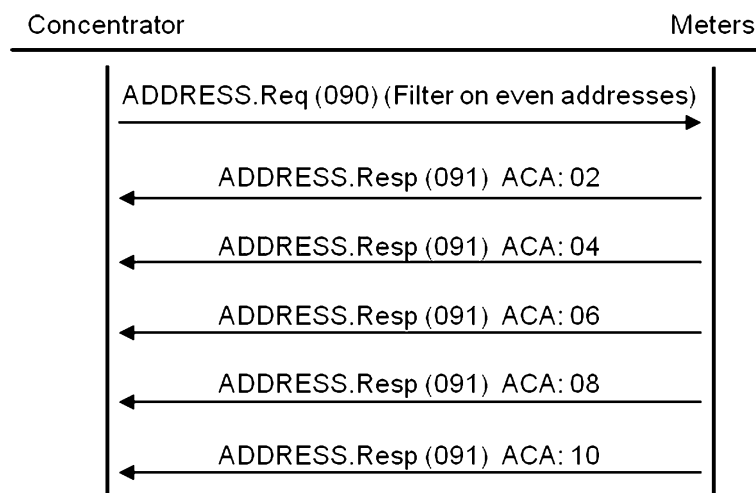 Concentrator Meters
ADDRESS.Req (090) (Filter on even addresses)
ADDRESS.Resp (091) ACA: 02
ADDRESS.Resp (091) ACA: 04
ADDRESS.Resp (091) ACA: 06
ADDRESS.Resp (091) ACA: 08
ADDRESS.Resp (091) ACA: 10